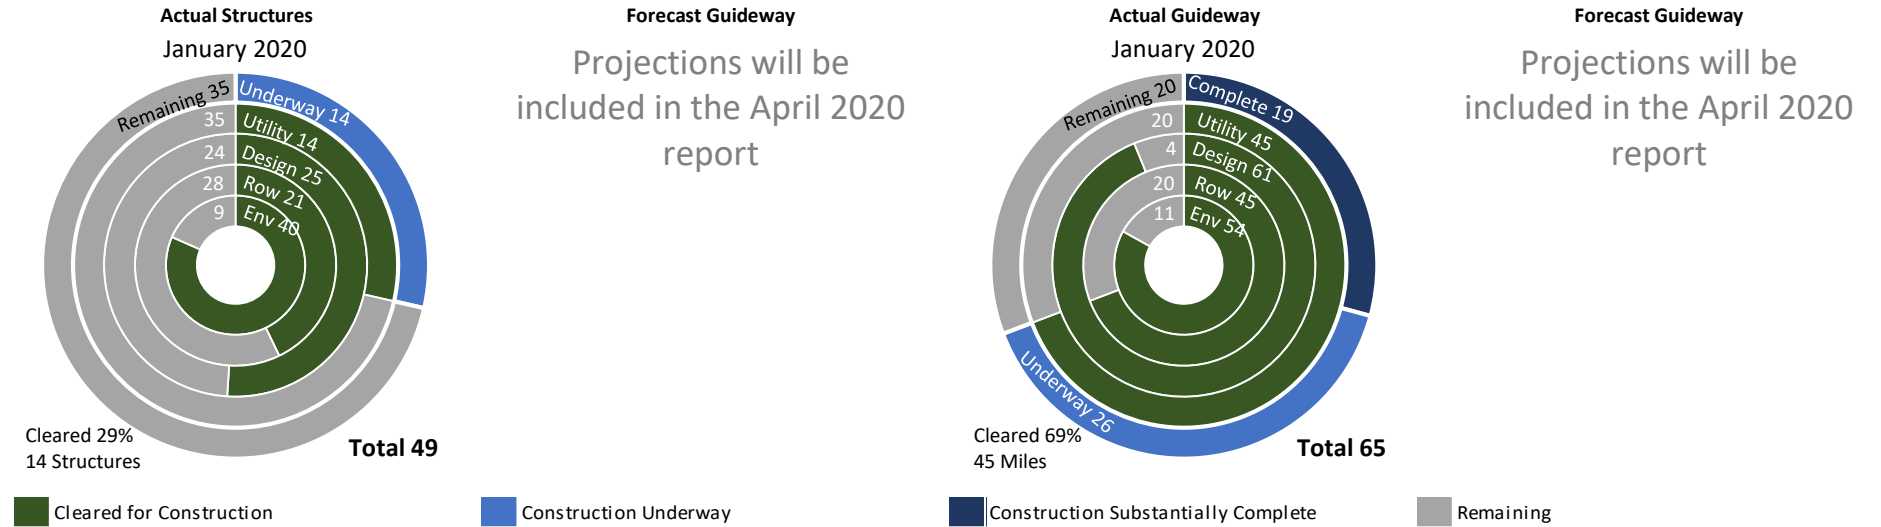 Actual Structures
January 2020
Remaining 35
Underway 14
35
Utility 14
24
Design 25
28
Row 21
9
Env 40
Cleared 29%
14 Structures
Total 49
Forecast Guideway
Projections will be
included in the April 2020
report
Actual Guideway
January 2020
Remaining 20
Complete 19
20
Utility 45
4
Design 61
20
Row 45
11
Env 54
Underway 26
Cleared 69%
45 Miles
Total 65
Forecast Guideway
Projections will be
included in the April 2020
report
Cleared for Construction
Construction Underway
Construction Substantially Complete
Remaining